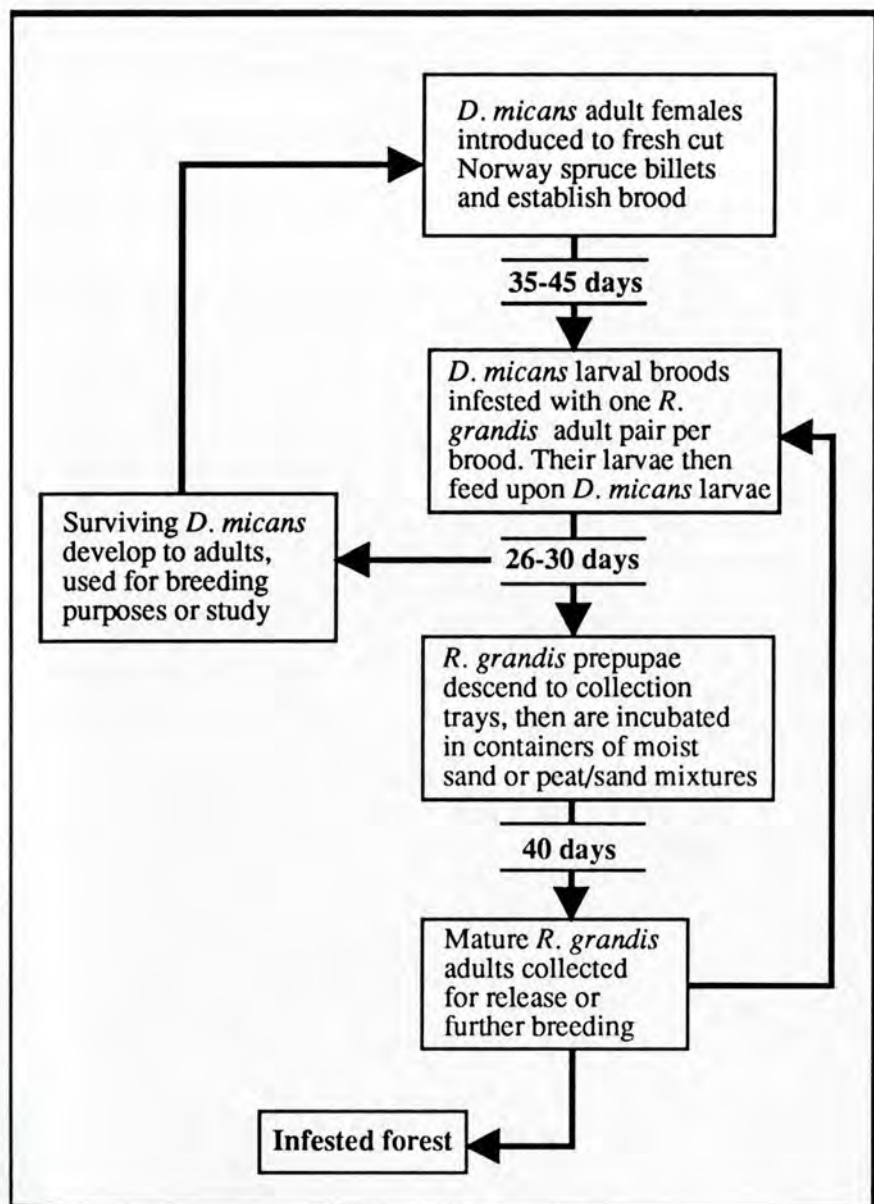 D. micans adult females
introduced to fresh cut
Norway spruce billets
and establish brood
35-45 days
D. micans larval broods
infested with one R.
grandis adult pair per
brood. Their larvae then
feed upon D. micans larvae
Surviving D. micans
develop to adults,
used for breeding
purposes or study
26-30 days
R. grandis prepupae
descend to collection
trays, then are incubated
in containers of moist
sand or peat/sand mixtures
40 days
Mature R. grandis
adults collected
for release or
further breeding
Infested forest